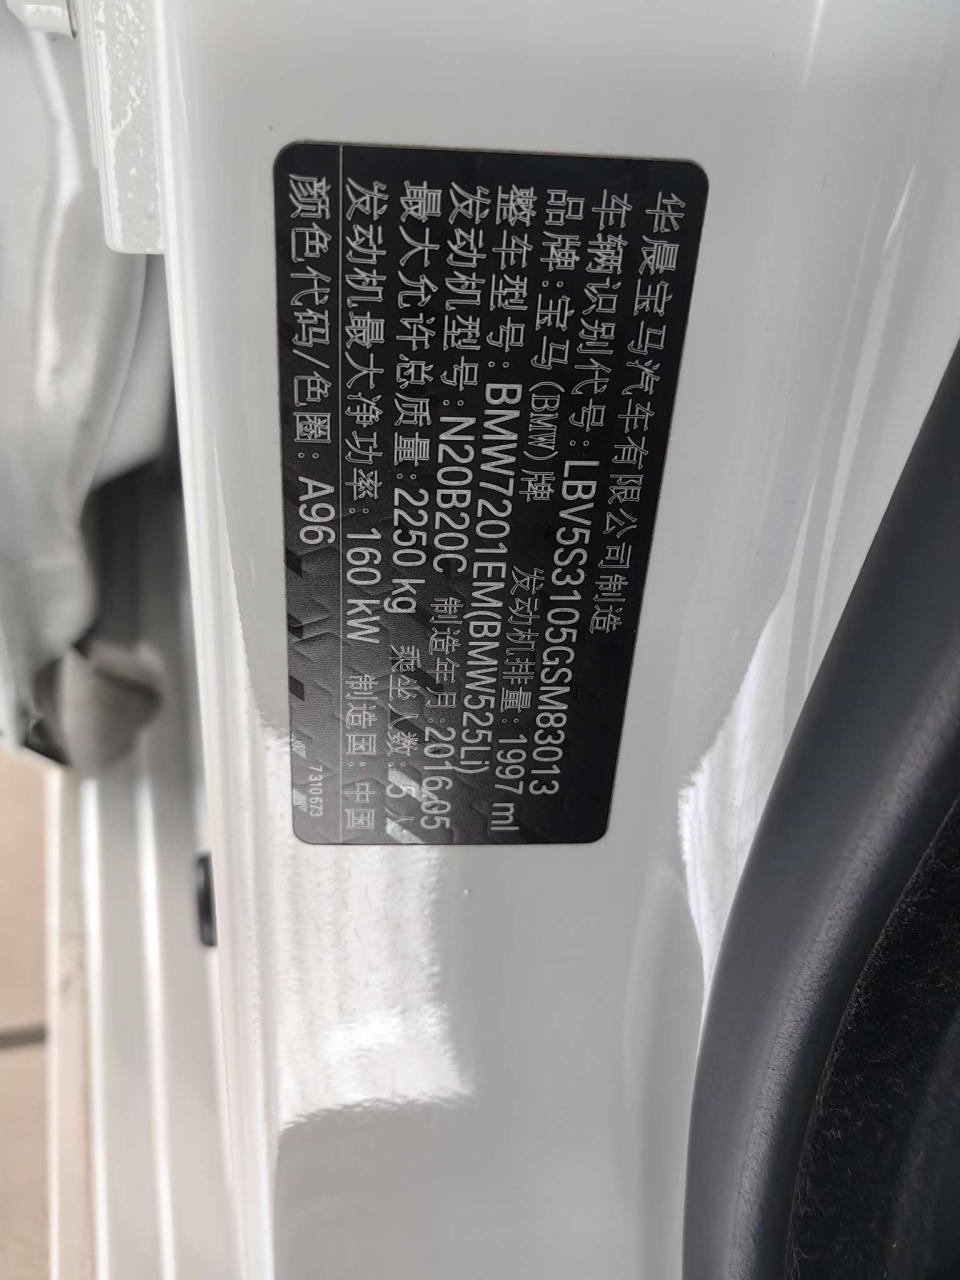 华晨宝马汽车有限公司制造
车辆识别代号:LBV5S3105GSM83013
品牌:宝马(BMW)牌 发动机排量:1997 ml
整车型号:BMW7201EM(BMW525Li)
发动机型号:N20B20C 制造年月:2016.05
最大允许总质量:2250 kg 乘坐人数:5人
发动机最大净功率:160 kW 制造国:中国
颜色代码/色圈:A96 7310673